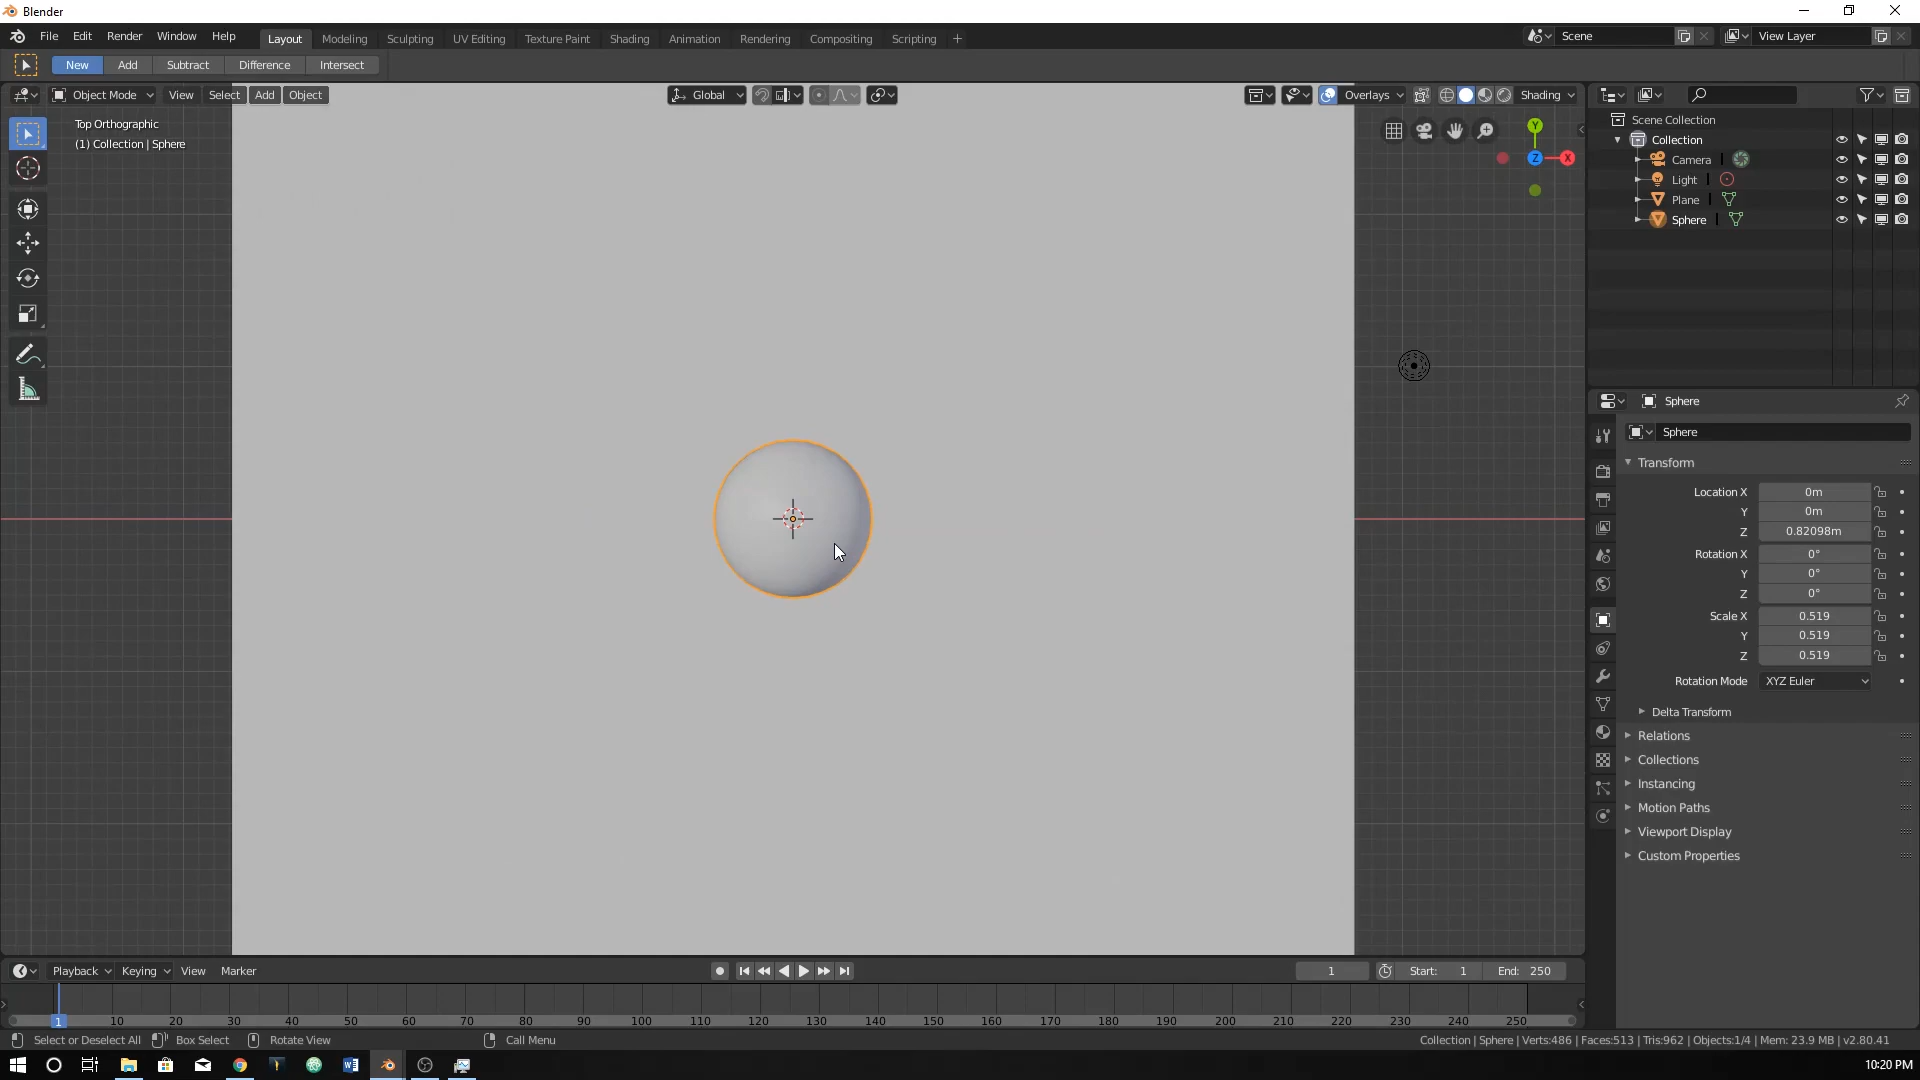 Blender
File Edit Render Window Help Layout Modeling Sculpting UV Editing Texture Paint Shading Animation Rendering Compositing Scripting + Scene View Layer
New Add Subtract Difference Intersect
Object Mode View Select Add Object Global Overlays Shading
Top Orthographic
(1) Collection | Sphere
Y
Z
X
Scene Collection
Collection
Camera
Light
Plane
Sphere
Sphere
Sphere
Transform
Location X 0m
Y 0m
Z 0.82098m
Rotation X 0°
Y 0°
Z 0°
Scale X 0.519
Y 0.519
Z 0.519
Rotation Mode XYZ Euler
Delta Transform
Relations
Collections
Instancing
Motion Paths
Viewport Display
Custom Properties
Playback Keying View Marker 1 Start: 1 End: 250
1 10 20 30 40 50 60 70 80 90 100 110 120 130 140 150 160 170 180 190 200 210 220 230 240 250
Select or Deselect All Box Select Rotate View Call Menu Collection | Sphere | Verts:486 | Faces:513 | Tris:962 | Objects:1/4 | Mem: 23.9 MB | v2.80.41
10:20 PM